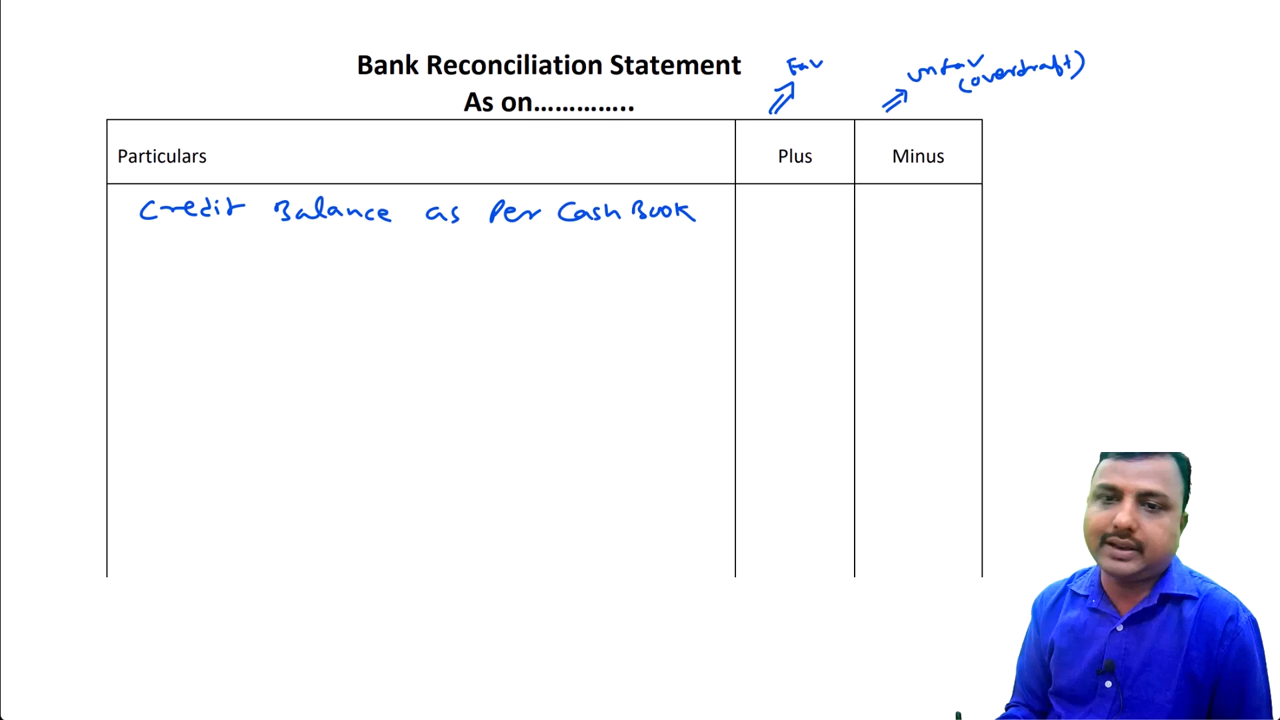 Bank Reconciliation Statement
As on…………..
Fav
unfav
(overdraft)
Particulars
Plus
Minus
Credit Balance as Per Cash Book